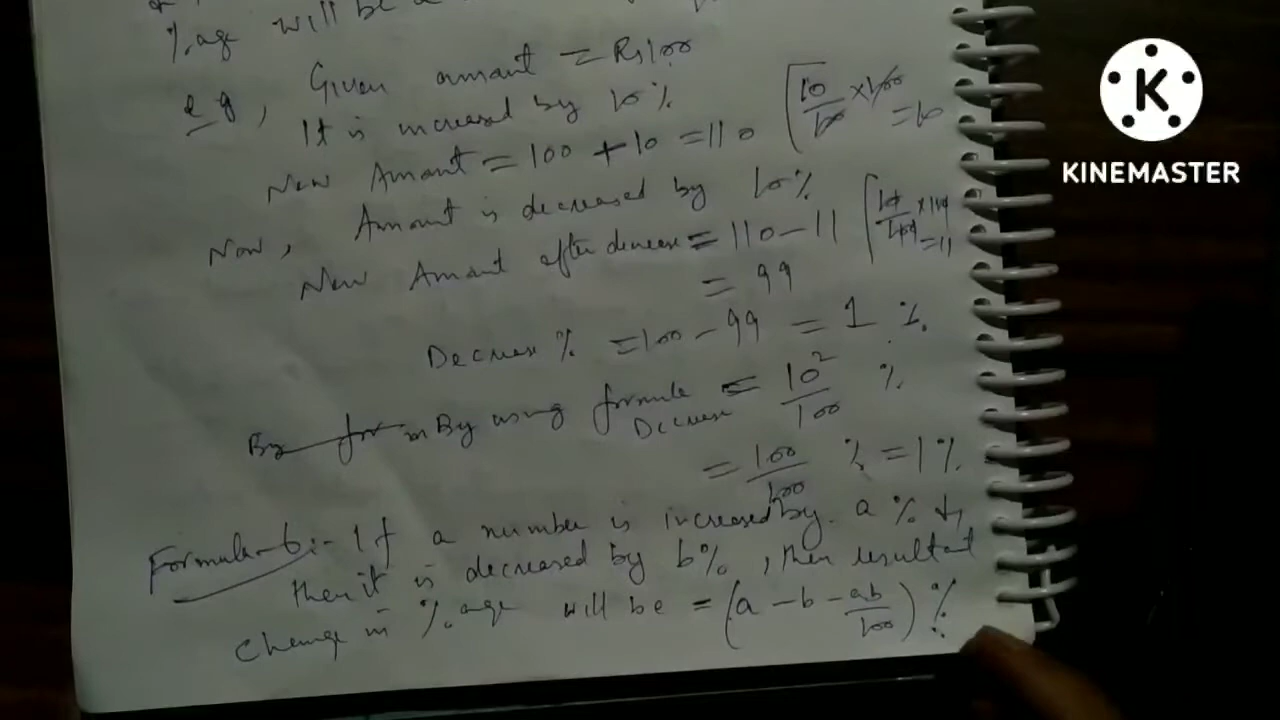 %age will be a
e.g, Given amount = Rs100
It is increased by 10%
New Amount = 100 + 10 = 110 [10/100 ×100 = 10
Now, Amount is decreased by 10%
New Amount after decrease = 110 - 11 [10/100 ×110 = 11
= 99
Decrease % = 100 - 99 = 1 %.
By for m By using formula Decrease = 10²/100 %
= 100/100 % = 1%
Formula-6:- If a number is increased by a % &
then it is decreased by b%, then resultant
Change in %age will be = (a - b - ab/100) %
K
KINEMASTER